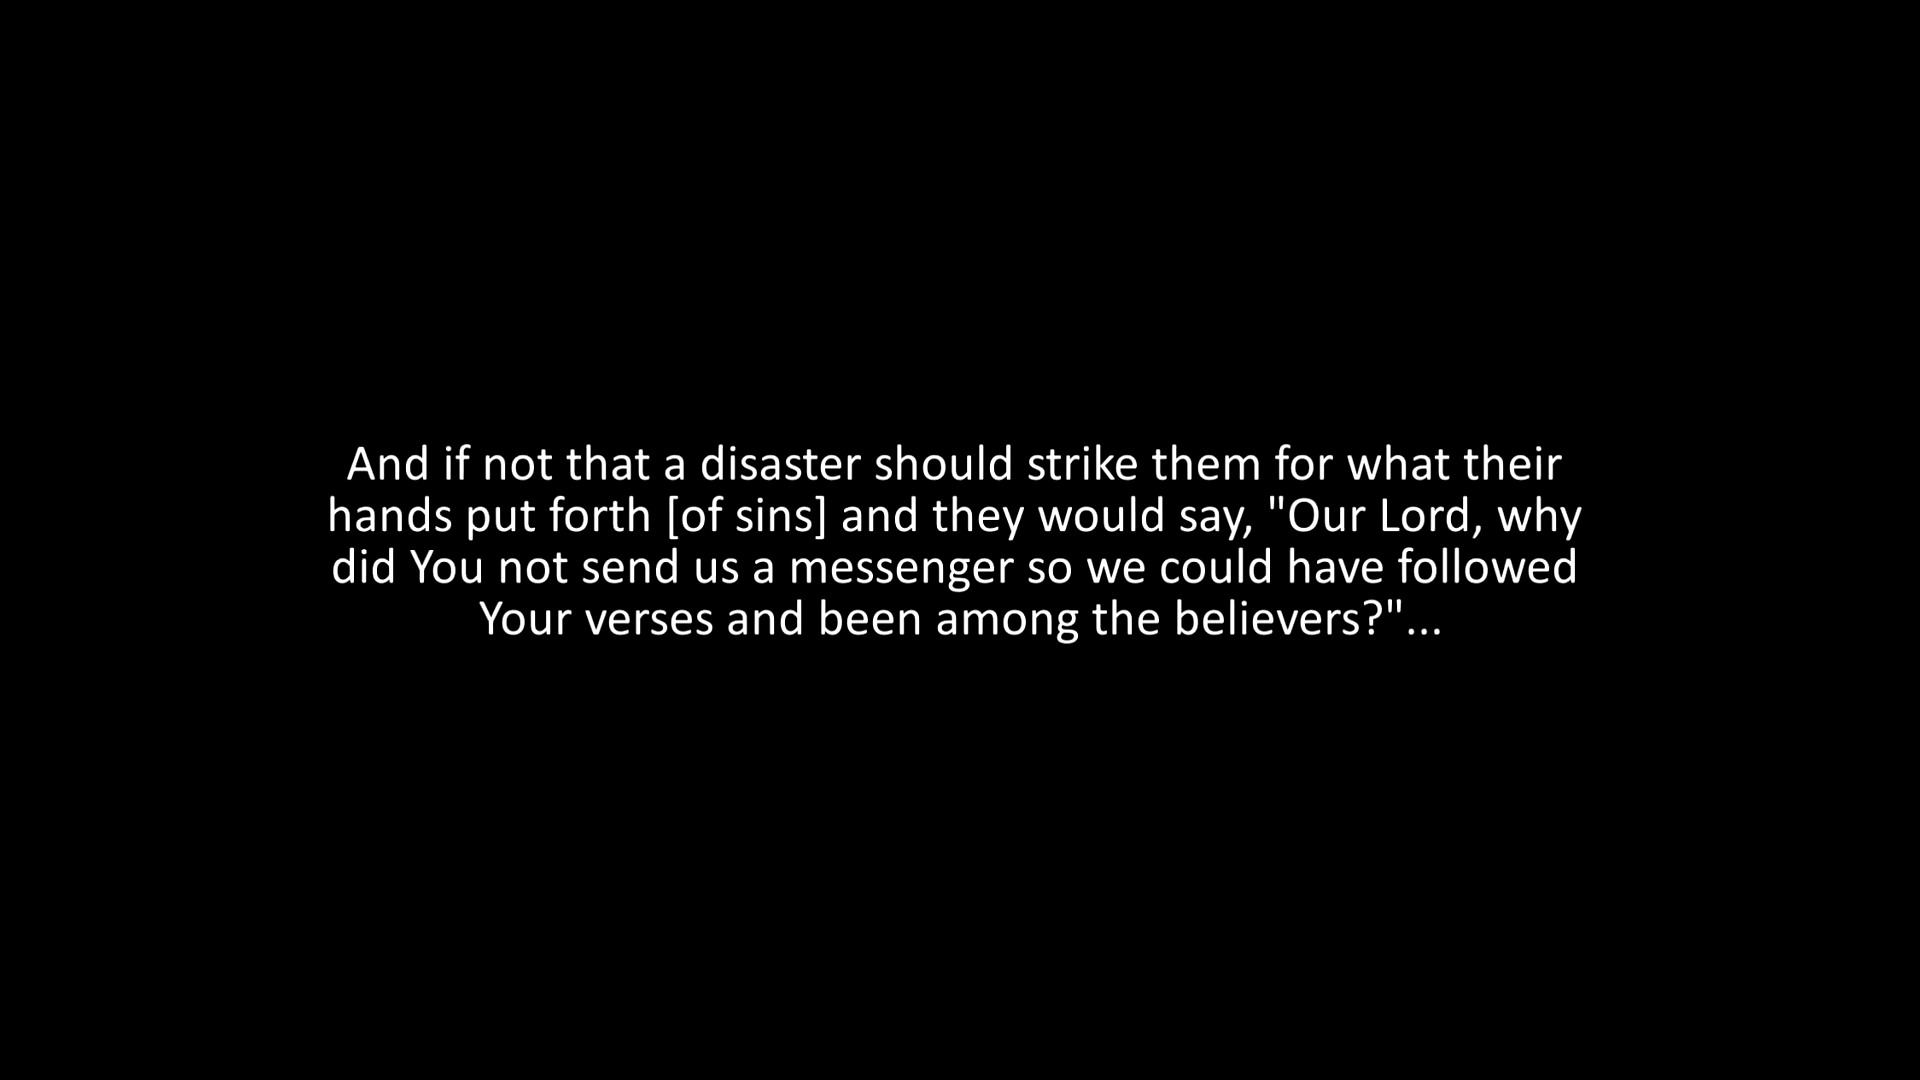 And if not that a disaster should strike them for what their
hands put forth [of sins] and they would say, "Our Lord, why
did You not send us a messenger so we could have followed
Your verses and been among the believers?"...